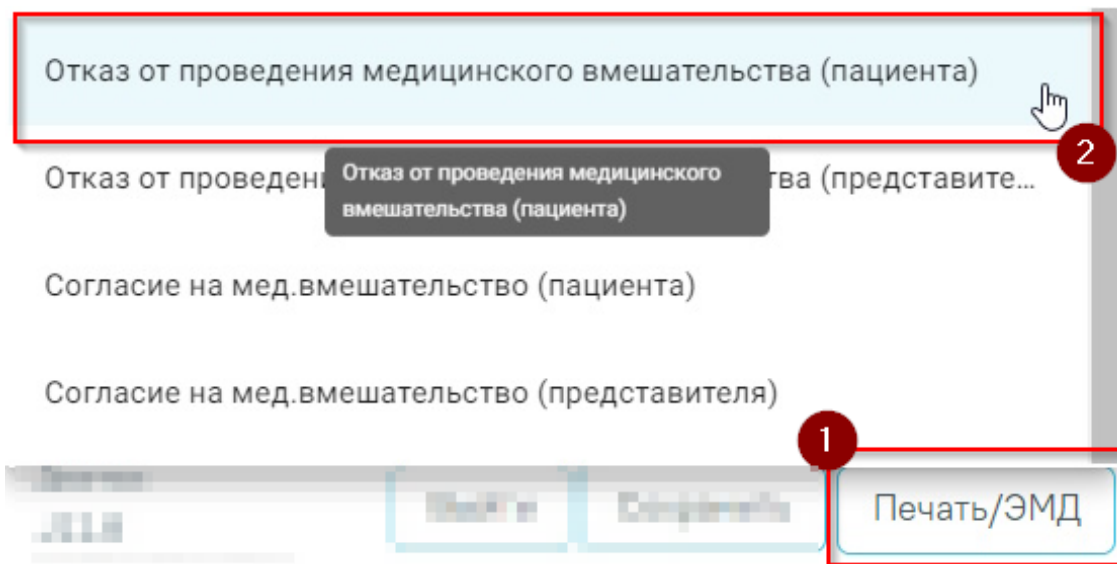 Отказ от проведения медицинского вмешательства (пациента)
2
Отказ от проведен
тва (представите...
Отказ от проведения медицинского
вмешательства (пациента)
Согласие на мед.вмешательство (пациента)
Согласие на мед.вмешательство (представителя)
1
Печать/ЭМД